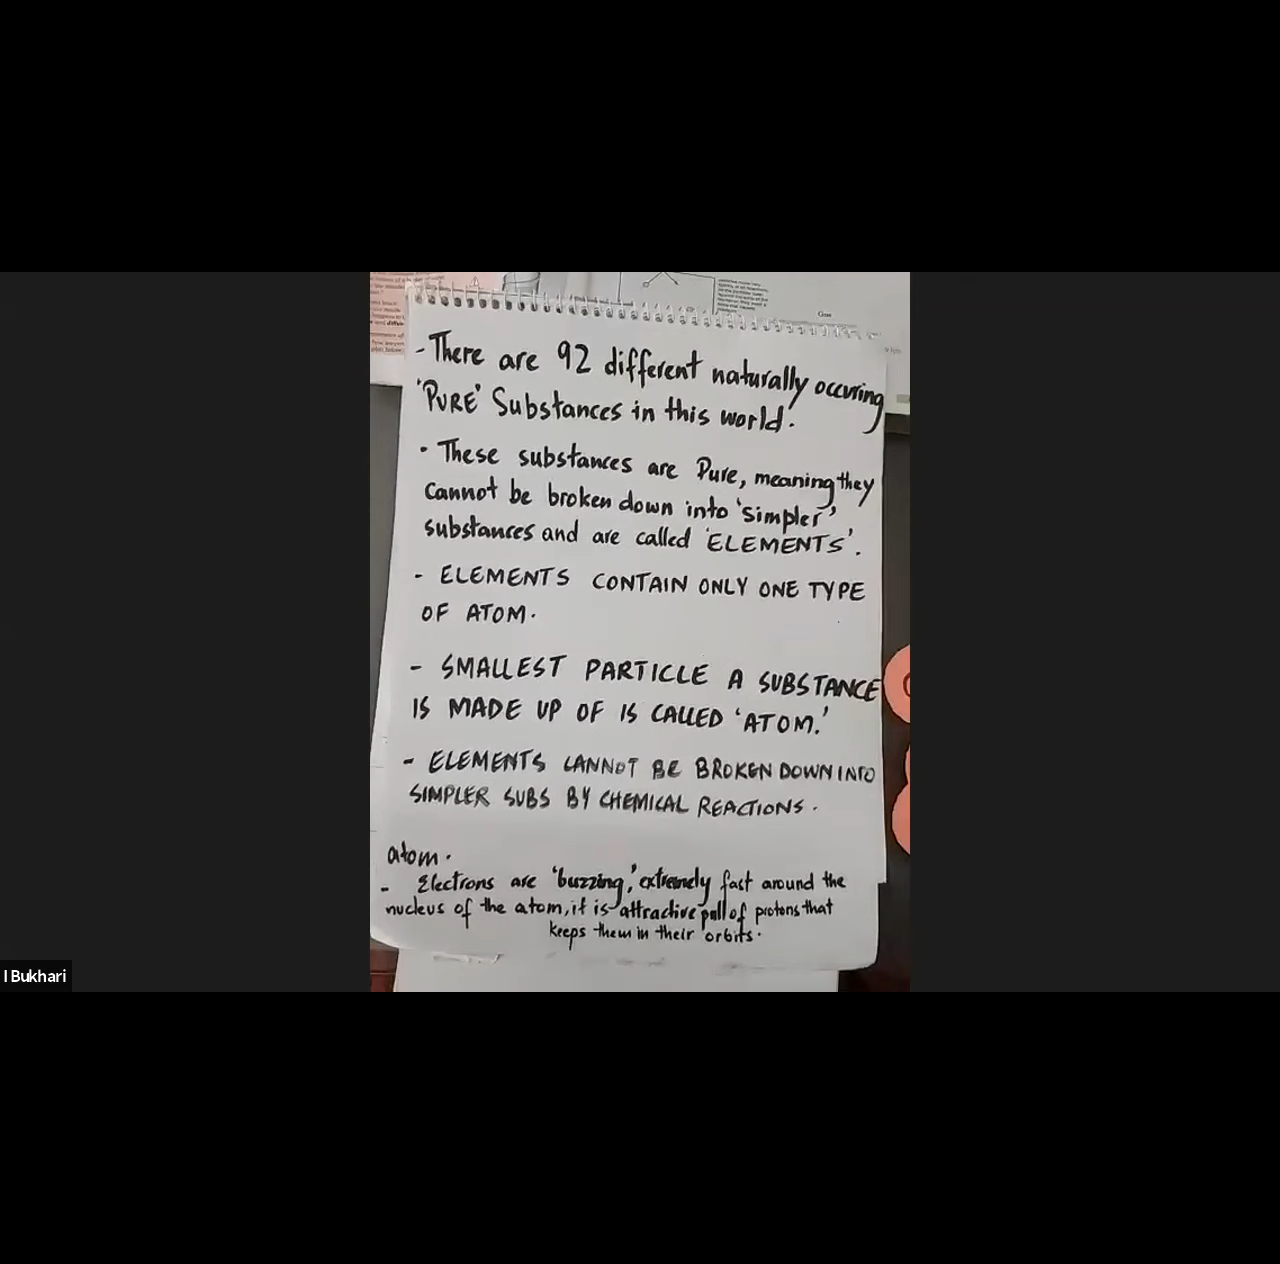 - There are 92 different naturally occuring
'PURE' Substances in this world.
- These substances are Pure, meaning they
cannot be broken down into 'simpler'
substances and are called 'ELEMENTS'.
- ELEMENTS CONTAIN ONLY ONE TYPE
OF ATOM.
- SMALLEST PARTICLE A SUBSTANCE
IS MADE UP OF IS CALLED 'ATOM.'
- ELEMENTS CANNOT BE BROKEN DOWN INTO
SIMPLER SUBS BY CHEMICAL REACTIONS.
atom.
- Electrons are 'buzzing,' extremely fast around the
nucleus of the atom, it is attractive pull of protons that
keeps them in their orbits.
I Bukhari
Gas